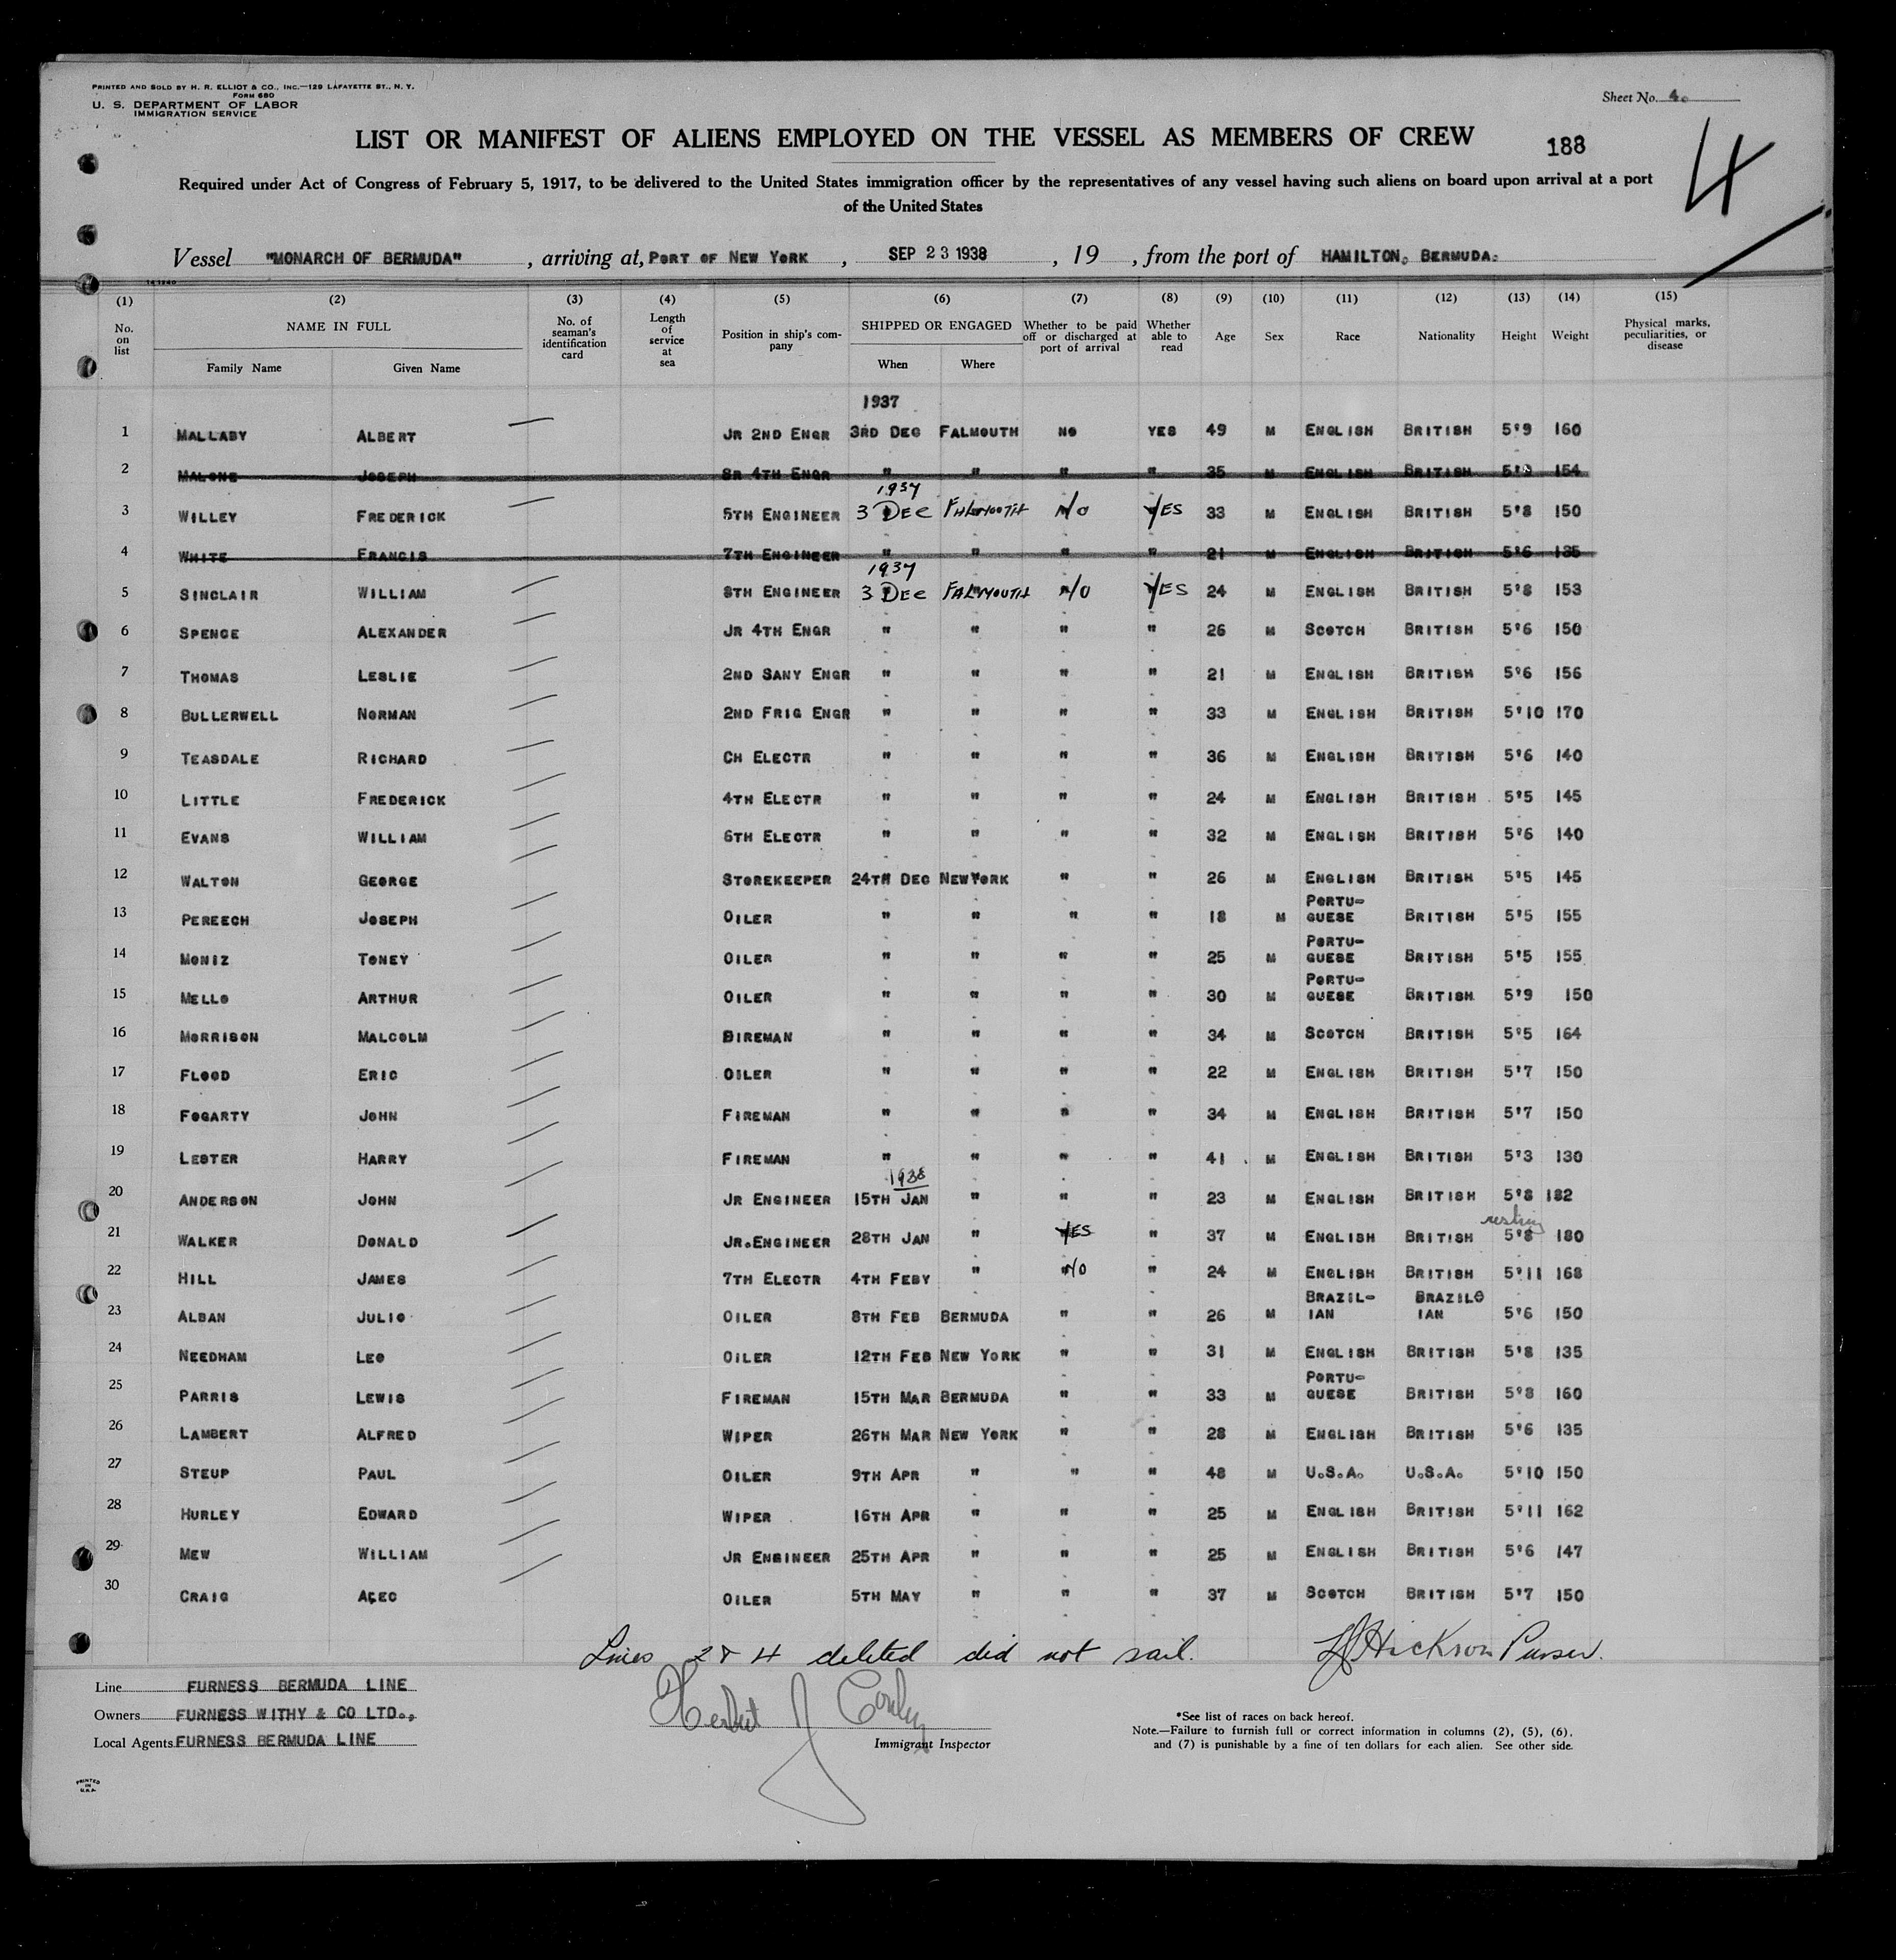 PRINTED AND SOLD BY H. R. ELLIOT & CO., INC.—129 LAFAYETTE ST., N. Y.
FORM 680
U. S. DEPARTMENT OF LABOR
IMMIGRATION SERVICE
Sheet No. 4.
LIST OR MANIFEST OF ALIENS EMPLOYED ON THE VESSEL AS MEMBERS OF CREW
188
4
Required under Act of Congress of February 5, 1917, to be delivered to the United States immigration officer by the representatives of any vessel having such aliens on board upon arrival at a port
of the United States
Vessel "MONARCH OF BERMUDA", arriving at, PORT OF NEW YORK, SEP 23 1938, 19 , from the port of HAMILTON, BERMUDA.
(1) (2) (3) (4) (5) (6) (7) (8) (9) (10) (11) (12) (13) (14) (15)
No. on list NAME IN FULL Family Name Given Name No. of seaman's identification card Length of service at sea Position in ship's company SHIPPED OR ENGAGED When Where Whether to be paid off or discharged at port of arrival Whether able to read Age Sex Race Nationality Height Weight Physical marks, peculiarities, or disease
1937
1 MALLABY ALBERT JR 2ND ENGR 3RD DEC FALMOUTH NO YES 49 M ENGLISH BRITISH 5'9 160
2 MALONE JOSEPH SR 4TH ENGR " " " " 35 M ENGLISH BRITISH 5'9 154
1937
3 WILLEY FREDERICK 5TH ENGINEER 3 DEC FALMOUTH NO YES 33 M ENGLISH BRITISH 5'8 150
4 WHITE FRANCIS 7TH ENGINEER " " " " 21 M ENGLISH BRITISH 5'6 135
1937
5 SINCLAIR WILLIAM 8TH ENGINEER 3 DEC FALMOUTH NO YES 24 M ENGLISH BRITISH 5'8 153
6 SPENCE ALEXANDER JR 4TH ENGR " " " " 26 M SCOTCH BRITISH 5'6 150
7 THOMAS LESLIE 2ND SANY ENGR " " " " 21 M ENGLISH BRITISH 5'6 156
8 BULLERWELL NORMAN 2ND FRIG ENGR " " " " 33 M ENGLISH BRITISH 5'10 170
9 TEASDALE RICHARD CH ELECTR " " " " 36 M ENGLISH BRITISH 5'6 140
10 LITTLE FREDERICK 4TH ELECTR " " " " 24 M ENGLISH BRITISH 5'5 145
11 EVANS WILLIAM 6TH ELECTR " " " " 32 M ENGLISH BRITISH 5'6 140
12 WALTON GEORGE STOREKEEPER 24TH DEC NEWYORK " " 26 M ENGLISH BRITISH 5'5 145
13 PEREECH JOSEPH OILER " " " " 18 M PORTU-GUESE BRITISH 5'5 155
14 MONIZ TONEY OILER " " " " 25 M PORTU-GUESE BRITISH 5'5 155
15 MELLO ARTHUR OILER " " " " 30 M PORTU-GUESE BRITISH 5'9 150
16 MORRISON MALCOLM BIREMAN " " " " 34 M SCOTCH BRITISH 5'5 164
17 FLOOD ERIC OILER " " " " 22 M ENGLISH BRITISH 5'7 150
18 FOGARTY JOHN FIREMAN " " " " 34 M ENGLISH BRITISH 5'7 150
19 LESTER HARRY FIREMAN " " " " 41 M ENGLISH BRITISH 5'3 130
1938
20 ANDERSON JOHN JR ENGINEER 15TH JAN " " " 23 M ENGLISH BRITISH 5'8 182
21 WALKER DONALD JR.ENGINEER 28TH JAN " YES " 37 M ENGLISH BRITISH 5'8 180
22 HILL JAMES 7TH ELECTR 4TH FEBY " NO " 24 M ENGLISH BRITISH 5'11 168
23 ALBAN JULIO OILER 8TH FEB BERMUDA " " 26 M BRAZIL-IAN BRAZIL-IAN 5'6 150
24 NEEDHAM LEO OILER 12TH FEB NEW YORK " " 31 M ENGLISH BRITISH 5'8 135
25 PARRIS LEWIS FIREMAN 15TH MAR BERMUDA " " 33 M PORTU-GUESE BRITISH 5'8 160
26 LAMBERT ALFRED WIPER 26TH MAR NEW YORK " " 28 M ENGLISH BRITISH 5'6 135
27 STEUP PAUL OILER 9TH APR " " " 48 M U.S.A. U.S.A. 5'10 150
28 HURLEY EDWARD WIPER 16TH APR " " " 25 M ENGLISH BRITISH 5'11 162
29 MEW WILLIAM JR ENGINEER 25TH APR " " " 25 M ENGLISH BRITISH 5'6 147
30 CRAIG ALEC OILER 5TH MAY " " " 37 M SCOTCH BRITISH 5'7 150
Lines 2 & 4 deleted did not sail. Hickson Purser.
Line FURNESS BERMUDA LINE
Owners FURNESS WITHY & CO LTD.,
Local Agents FURNESS BERMUDA LINE
Herbert J
Immigrant Inspector
*See list of races on back hereof.
Note.—Failure to furnish full or correct information in columns (2), (5), (6),
and (7) is punishable by a fine of ten dollars for each alien. See other side.
PRINTED IN U.S.A.